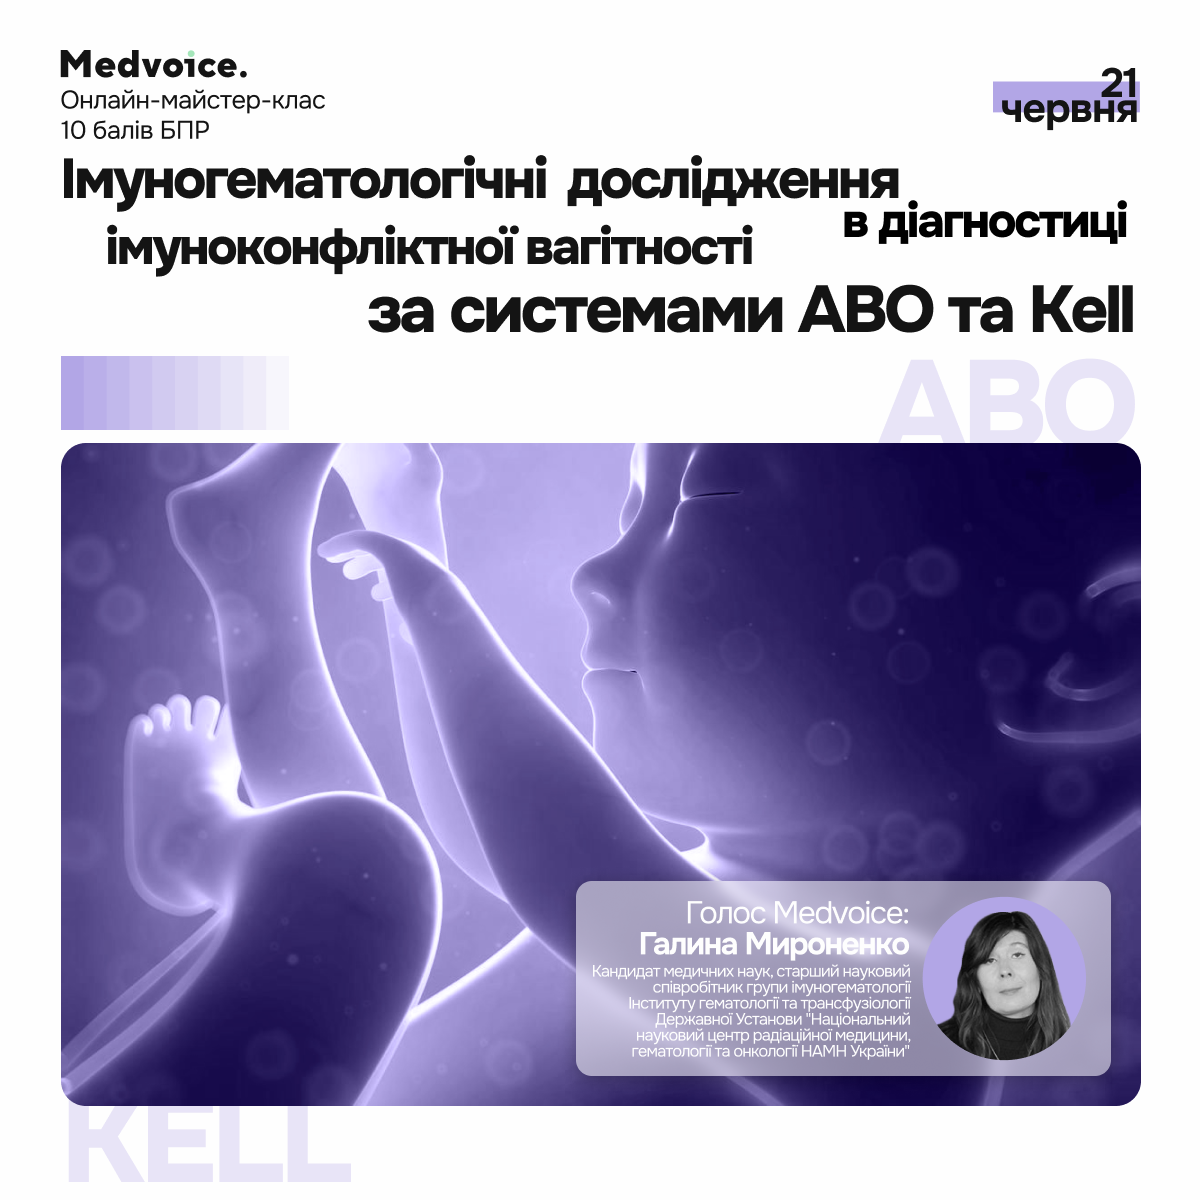 Medvoice.
Онлайн-майстер-клас
10 балів БПР
21
червня
Імуногематологічні дослідження
в діагностиці
імуноконфліктної вагітності
за системами АВО та Kell
АВО
Голос Medvoice:
Галина Мироненко
Кандидат медичних наук, старший науковий
співробітник групи імуногематології
Інституту гематології та трансфузіології
Державної Установи "Національний
науковий центр радіаційної медицини,
гематології та онкології НАМН України"
KELL